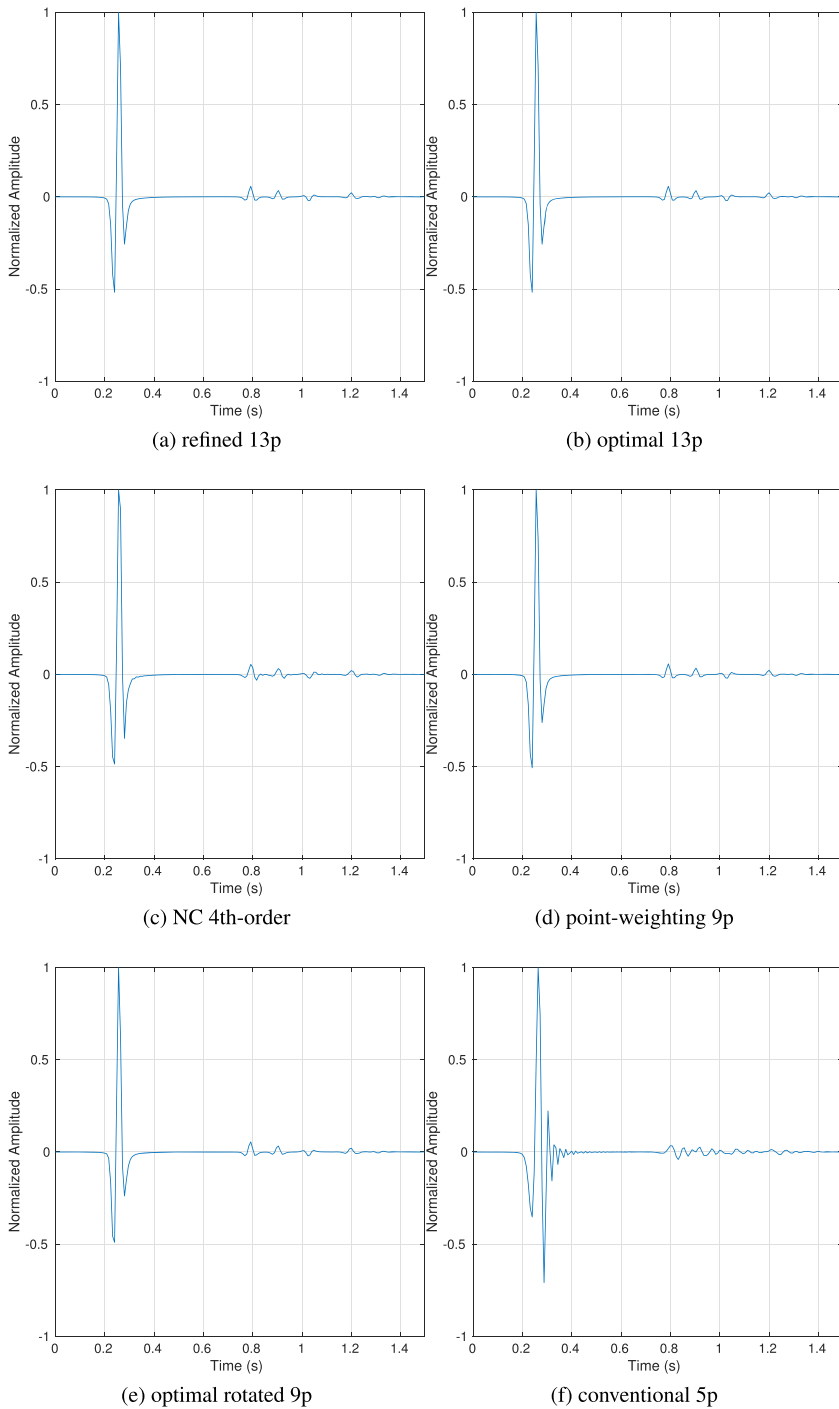 1
0.5
0
-0.5
-1
Normalized Amplitude
0 0.2 0.4 0.6 0.8 1 1.2 1.4
Time (s)
(a) refined 13p
1
0.5
0
-0.5
-1
Normalized Amplitude
0 0.2 0.4 0.6 0.8 1 1.2 1.4
Time (s)
(b) optimal 13p
1
0.5
0
-0.5
-1
Normalized Amplitude
0 0.2 0.4 0.6 0.8 1 1.2 1.4
Time (s)
(c) NC 4th-order
1
0.5
0
-0.5
-1
Normalized Amplitude
0 0.2 0.4 0.6 0.8 1 1.2 1.4
Time (s)
(d) point-weighting 9p
1
0.5
0
-0.5
-1
Normalized Amplitude
0 0.2 0.4 0.6 0.8 1 1.2 1.4
Time (s)
(e) optimal rotated 9p
1
0.5
0
-0.5
-1
Normalized Amplitude
0 0.2 0.4 0.6 0.8 1 1.2 1.4
Time (s)
(f) conventional 5p